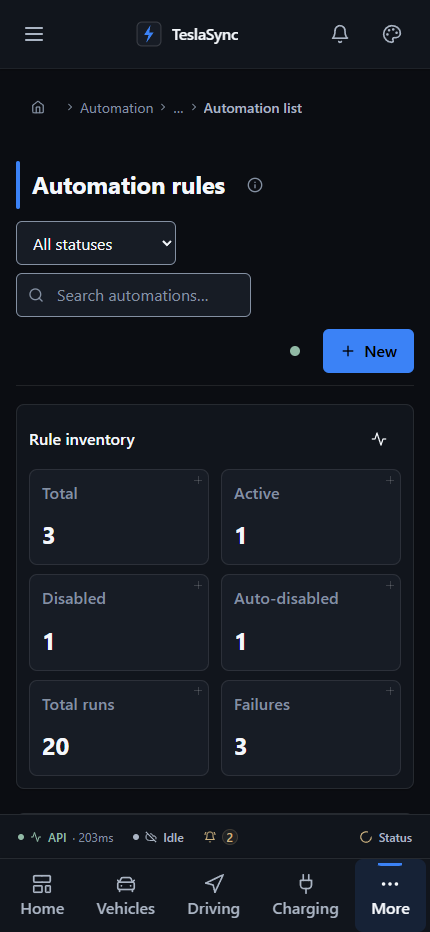 TeslaSync
Automation
...
Automation list
Automation rules
All statuses
Search automations...
+ New
Rule inventory
Total
Active
3
1
Disabled
Auto-disabled
1
1
Total runs
Failures
20
3
API · 203ms
Idle
2
Status
Home
Vehicles
Driving
Charging
More